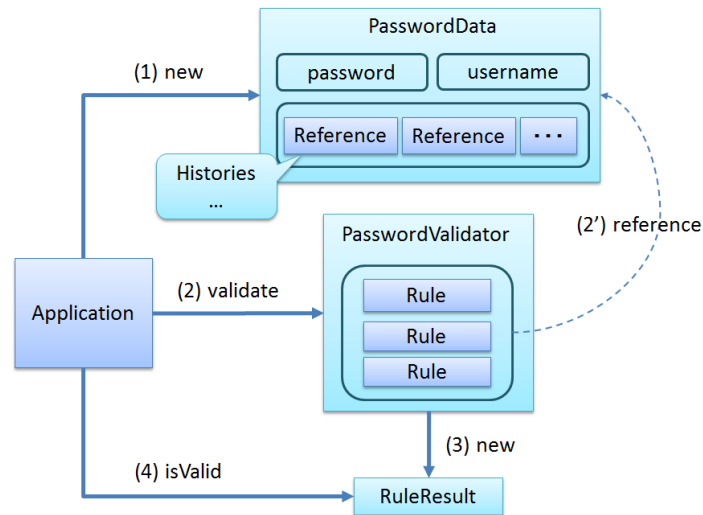 PasswordData
(1) new
password
username
Reference
Reference
・・・
Histories
...
(2') reference
PasswordValidator
Application
(2) validate
Rule
Rule
Rule
(3) new
(4) isValid
RuleResult